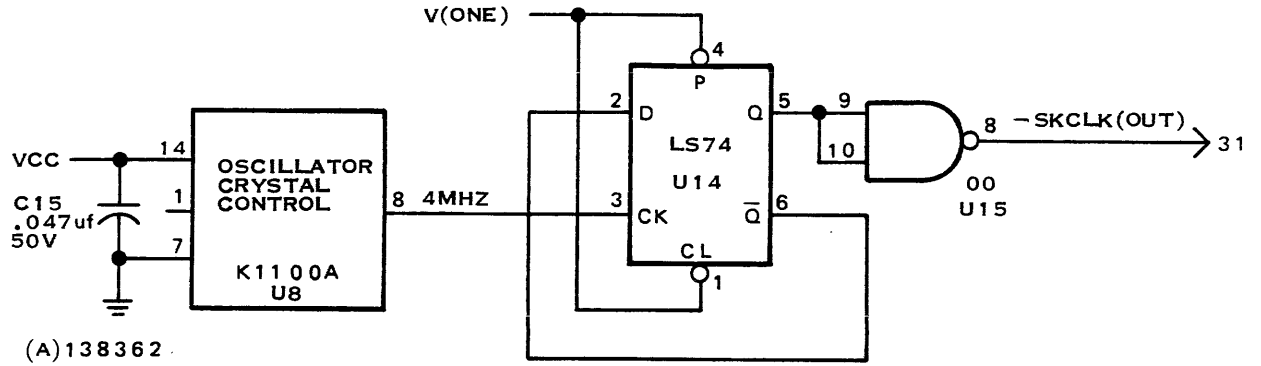 V(ONE)
4
P
2
D
Q
5
9
8
-SKCLK(OUT)
31
LS74
10
VCC
14
OSCILLATOR
CRYSTAL
CONTROL
U14
00
U15
C15
.047uf
50V
1
8
4MHZ
3
CK
Q̅
6
7
K1100A
U8
CL
1
(A)138362